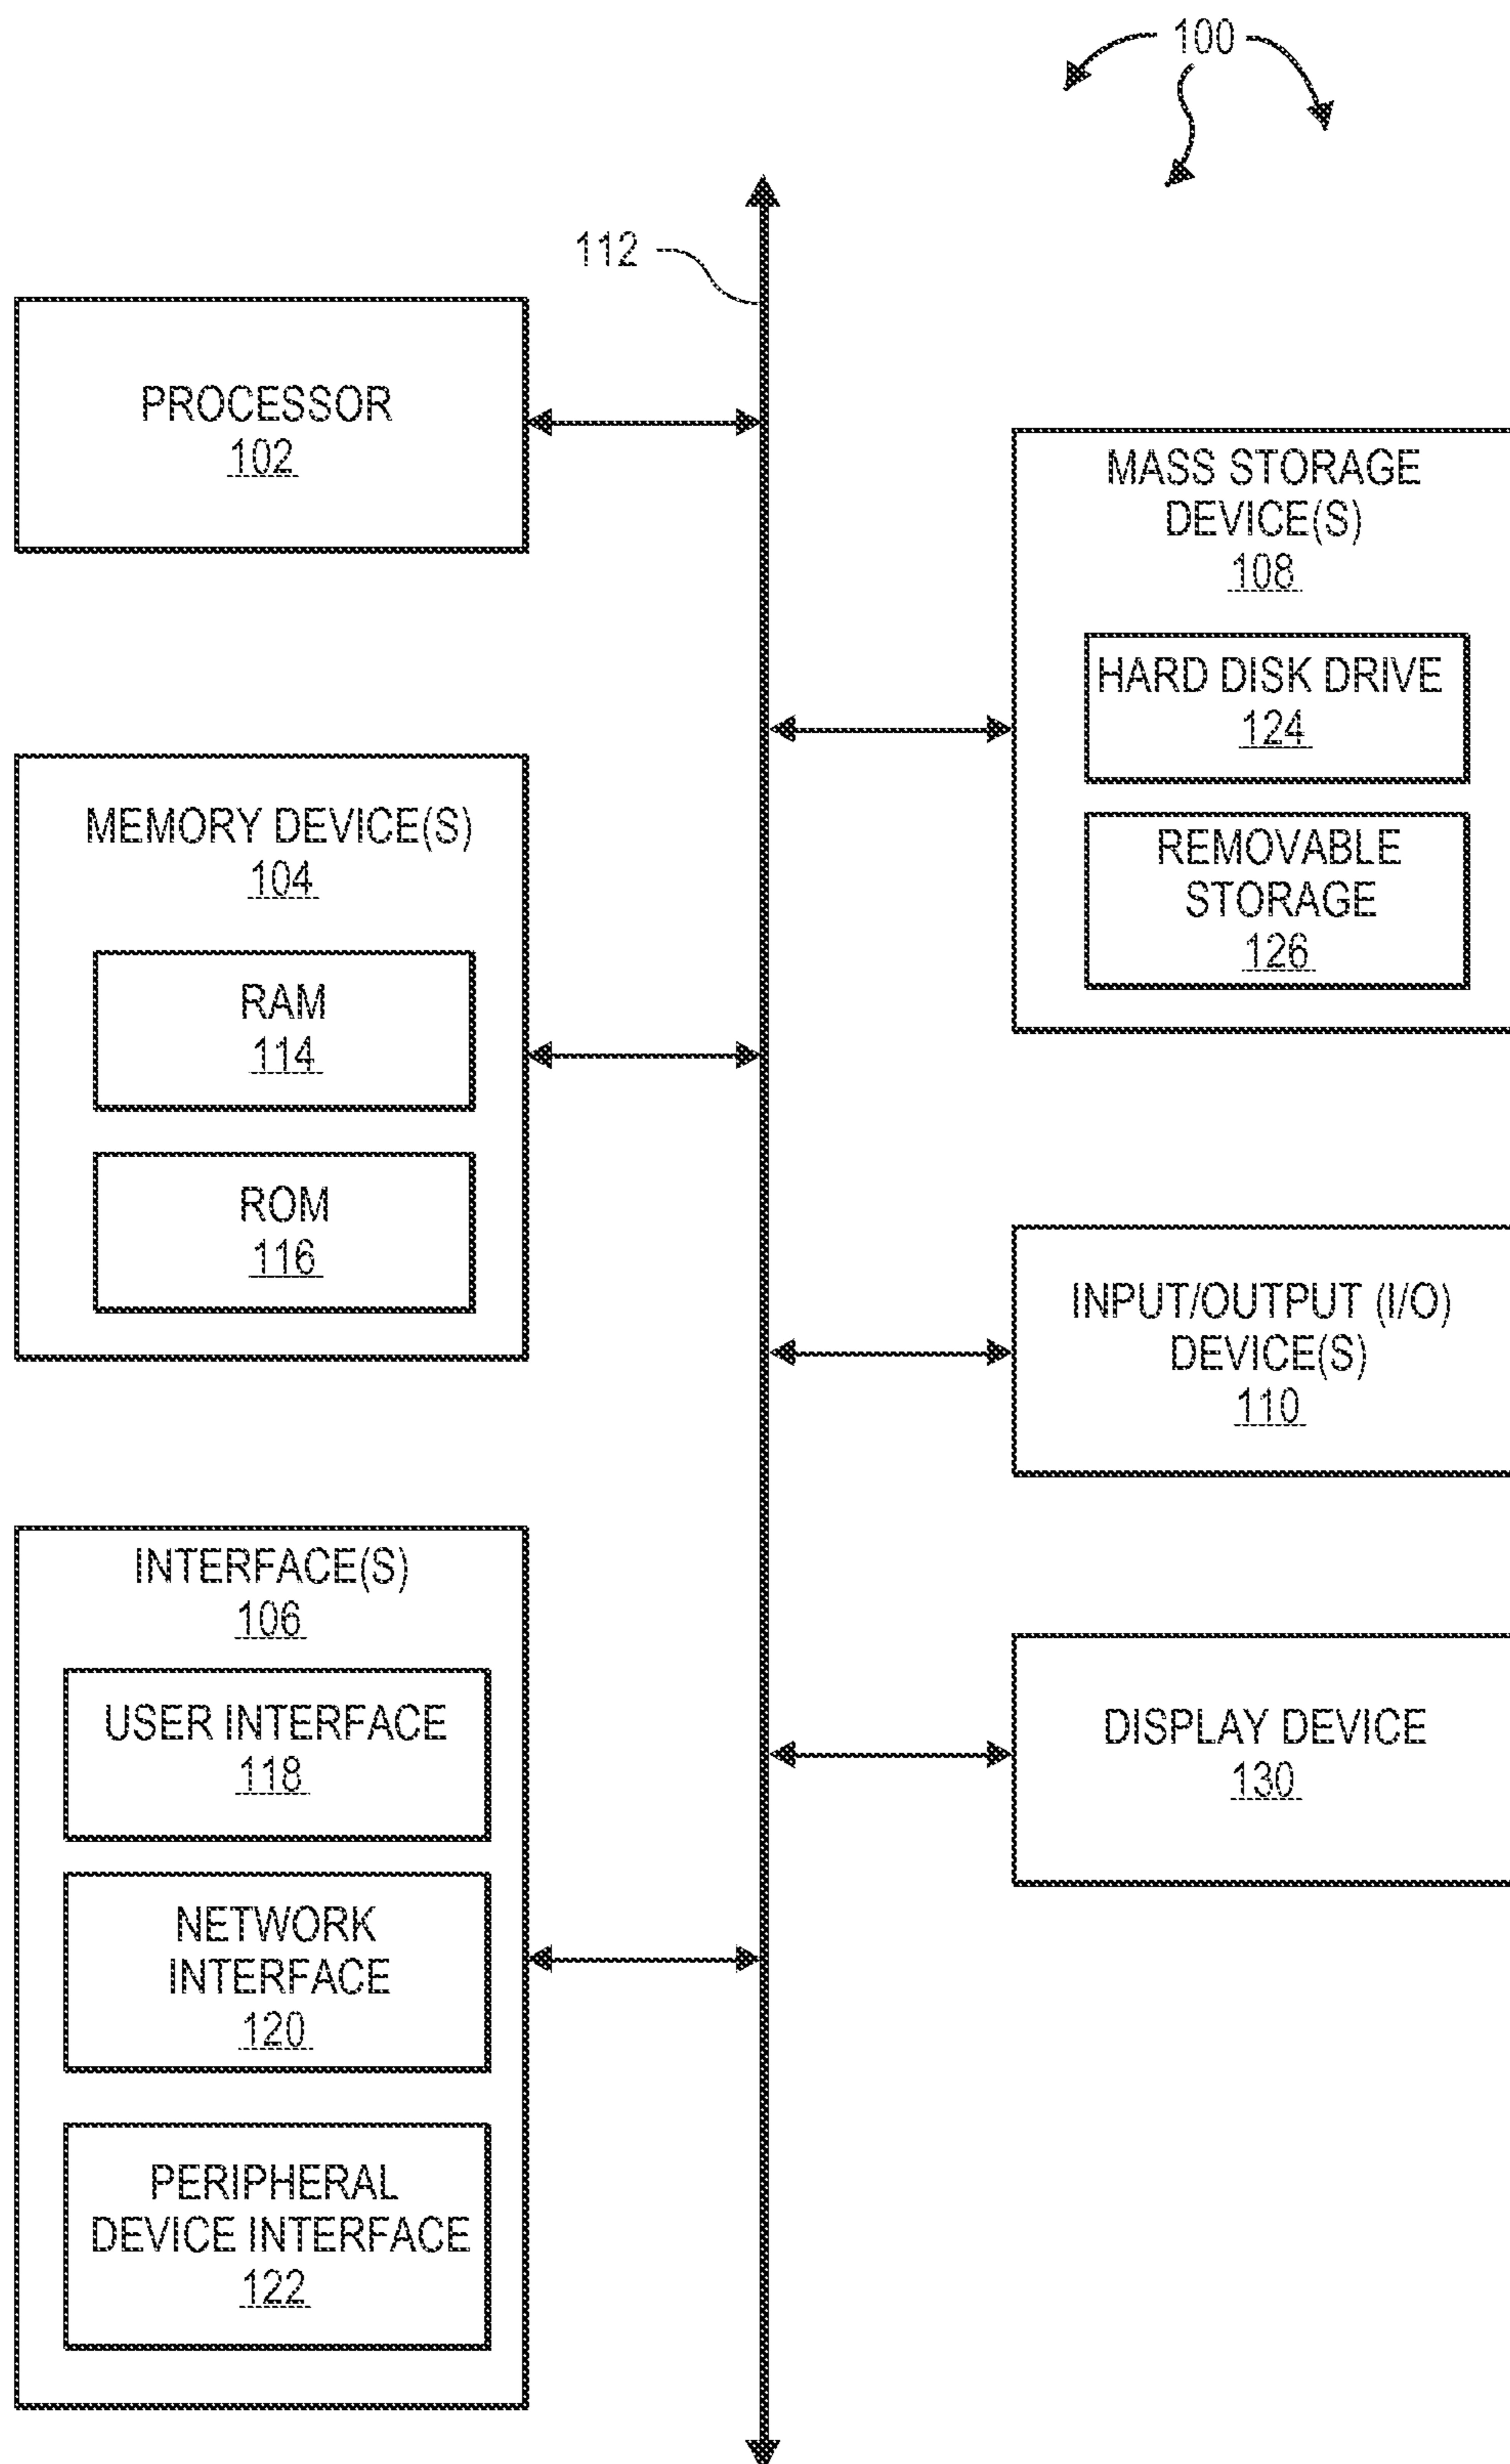 100
112
PROCESSOR
102
MEMORY DEVICE(S)
104
RAM
114
ROM
116
INTERFACE(S)
106
USER INTERFACE
118
NETWORK
INTERFACE
120
PERIPHERAL
DEVICE INTERFACE
122
MASS STORAGE
DEVICE(S)
108
HARD DISK DRIVE
124
REMOVABLE
STORAGE
126
INPUT/OUTPUT (I/O)
DEVICE(S)
110
DISPLAY DEVICE
130